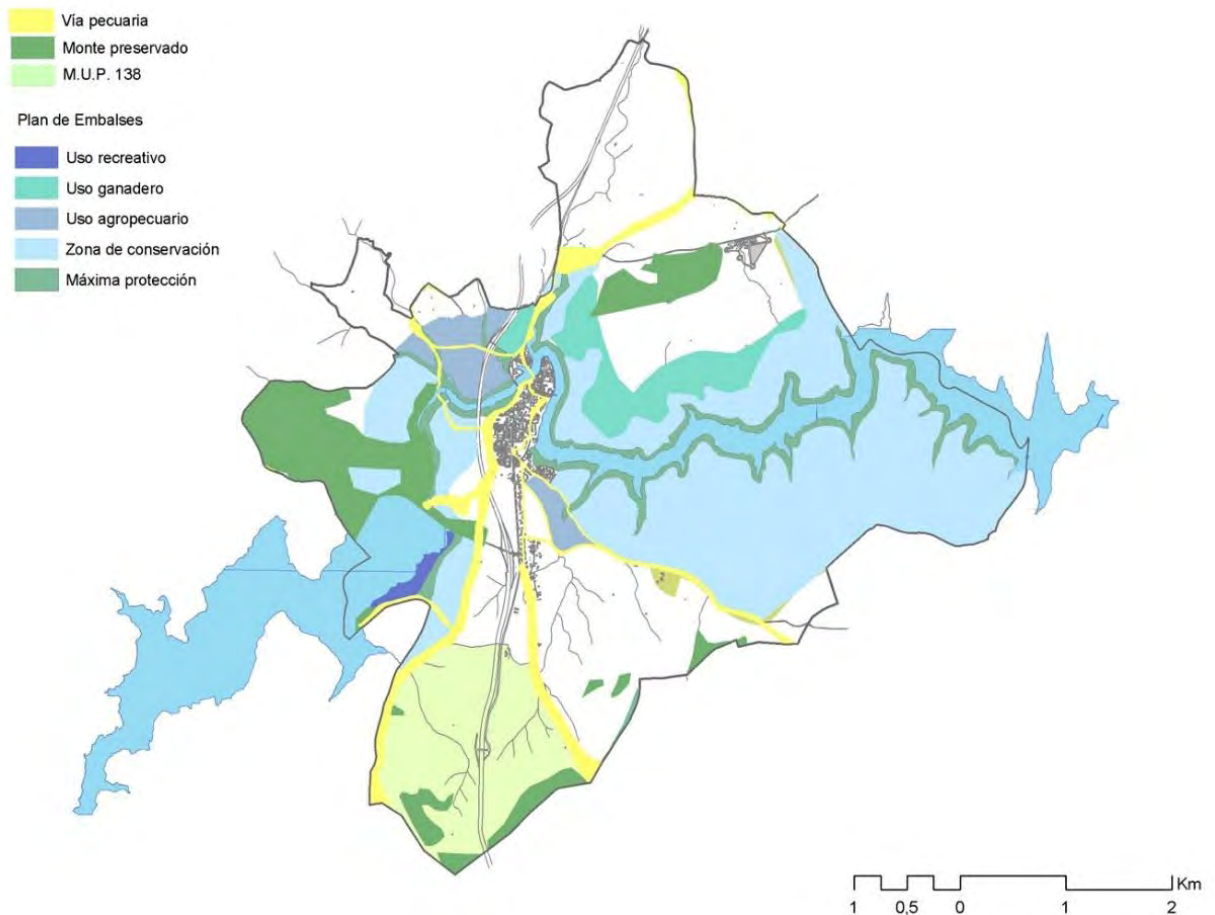 Vía pecuaria
Monte preservado
M.U.P. 138
Plan de Embalses
Uso recreativo
Uso ganadero
Uso agropecuario
Zona de conservación
Máxima protección
Km
1 0,5 0 1 2